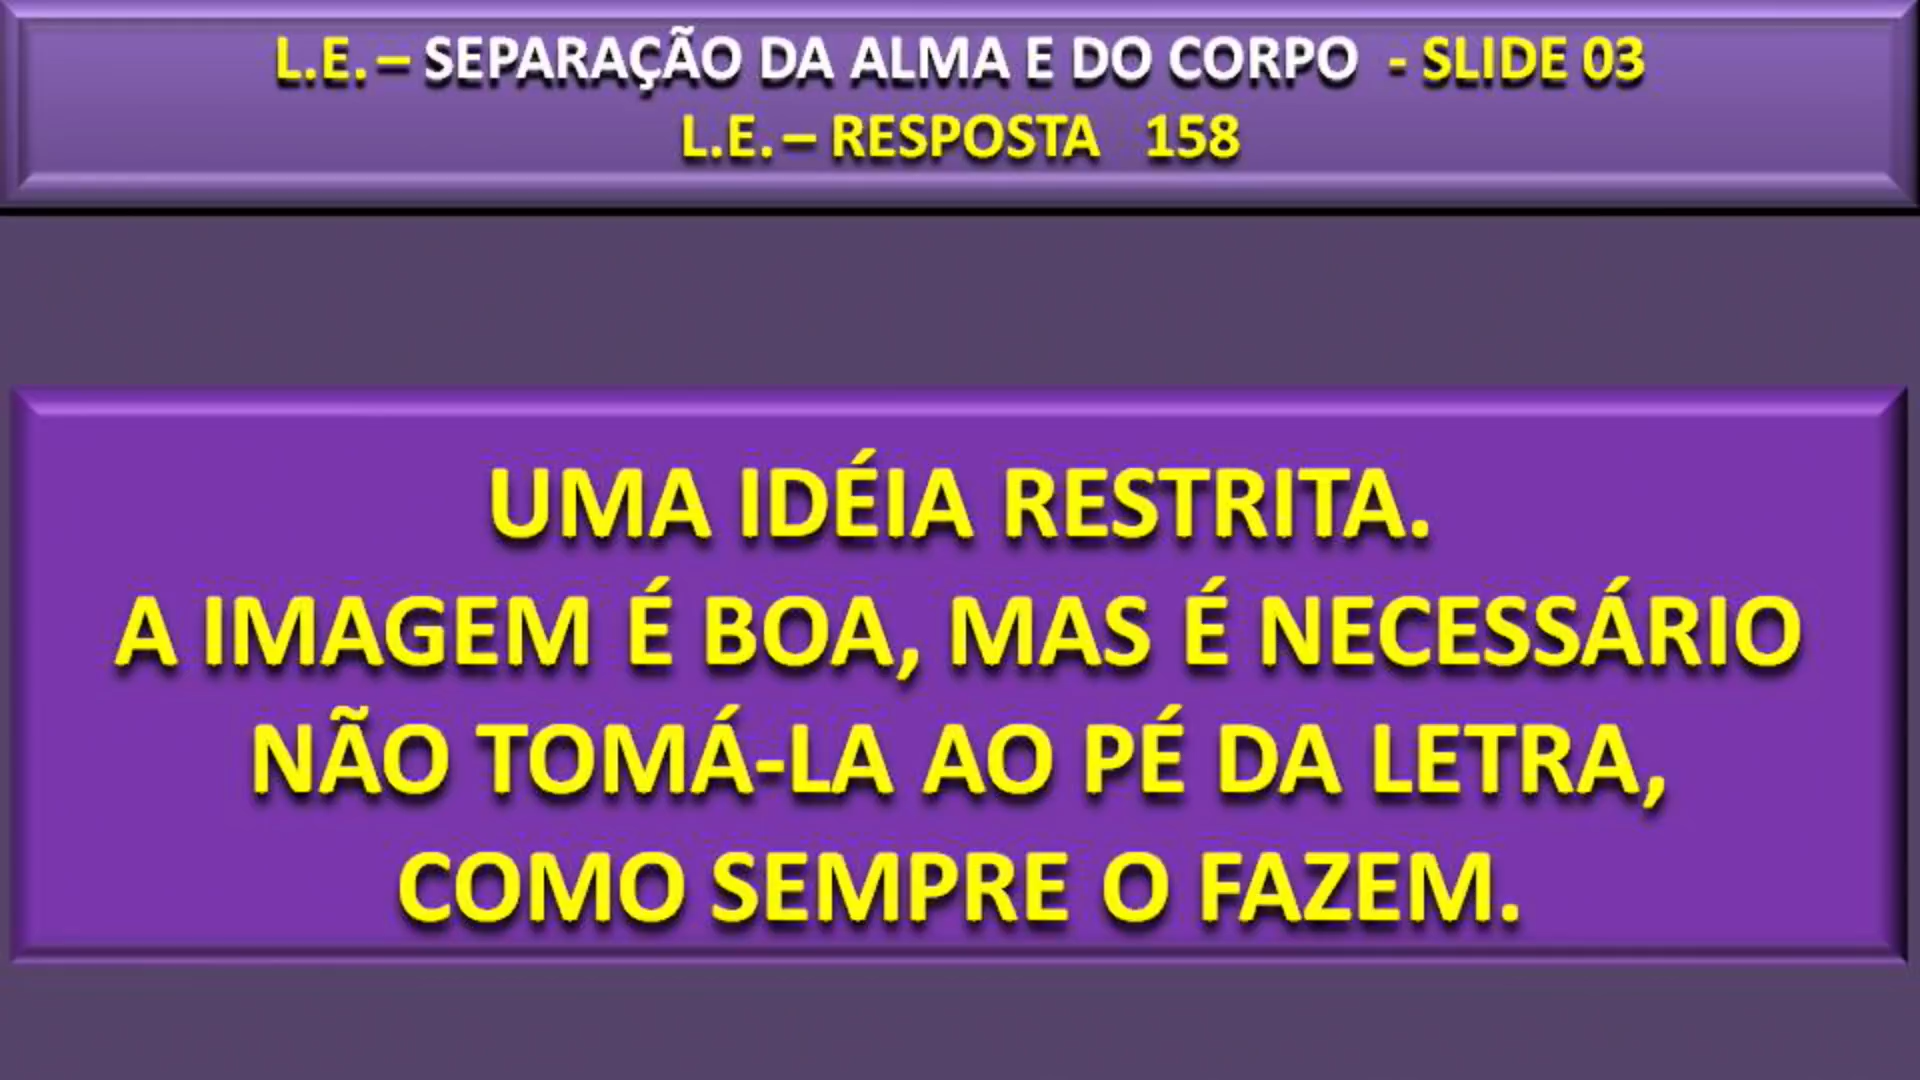 L.E. – SEPARAÇÃO DA ALMA E DO CORPO - SLIDE 03
L.E. – RESPOSTA 158
UMA IDÉIA RESTRITA.
A IMAGEM É BOA, MAS É NECESSÁRIO
NÃO TOMÁ-LA AO PÉ DA LETRA,
COMO SEMPRE O FAZEM.